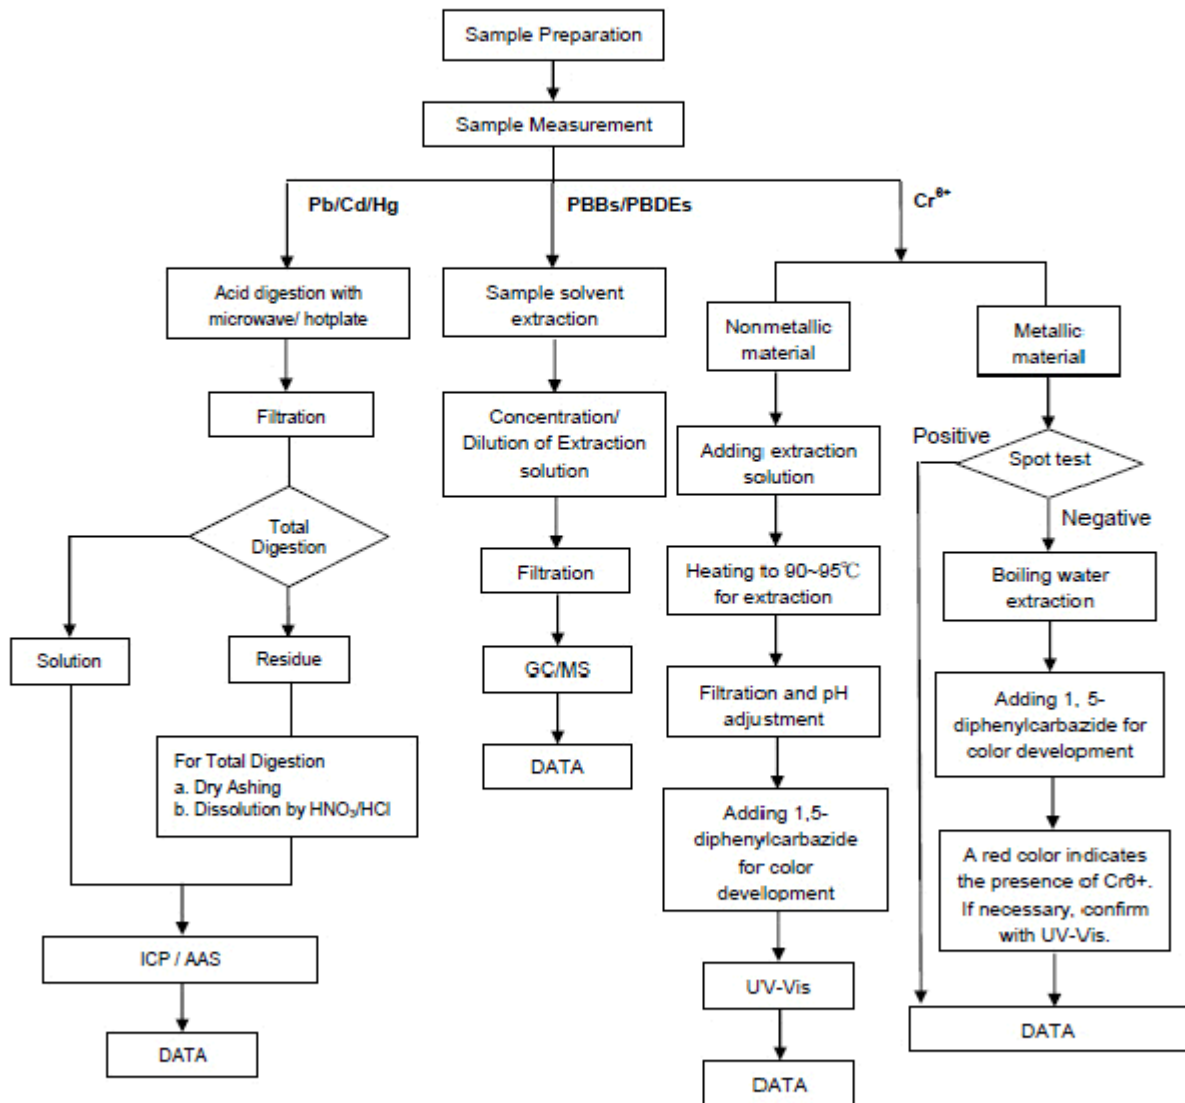 Sample Preparation
Sample Measurement
Pb/Cd/Hg
PBBs/PBDEs
Cr⁶⁺
Acid digestion with
microwave/ hotplate
Filtration
Total
Digestion
Solution
Residue
For Total Digestion
a. Dry Ashing
b. Dissolution by HNO₃/HCl
ICP / AAS
DATA
Sample solvent
extraction
Concentration/
Dilution of Extraction
solution
Filtration
GC/MS
DATA
Nonmetallic
material
Adding extraction
solution
Heating to 90~95℃
for extraction
Filtration and pH
adjustment
Adding 1,5-
diphenylcarbazide
for color
development
UV-Vis
DATA
Metallic
material
Positive
Spot test
Negative
Boiling water
extraction
Adding 1, 5-
diphenylcarbazide for
color development
A red color indicates
the presence of Cr6+.
If necessary, confirm
with UV-Vis.
DATA